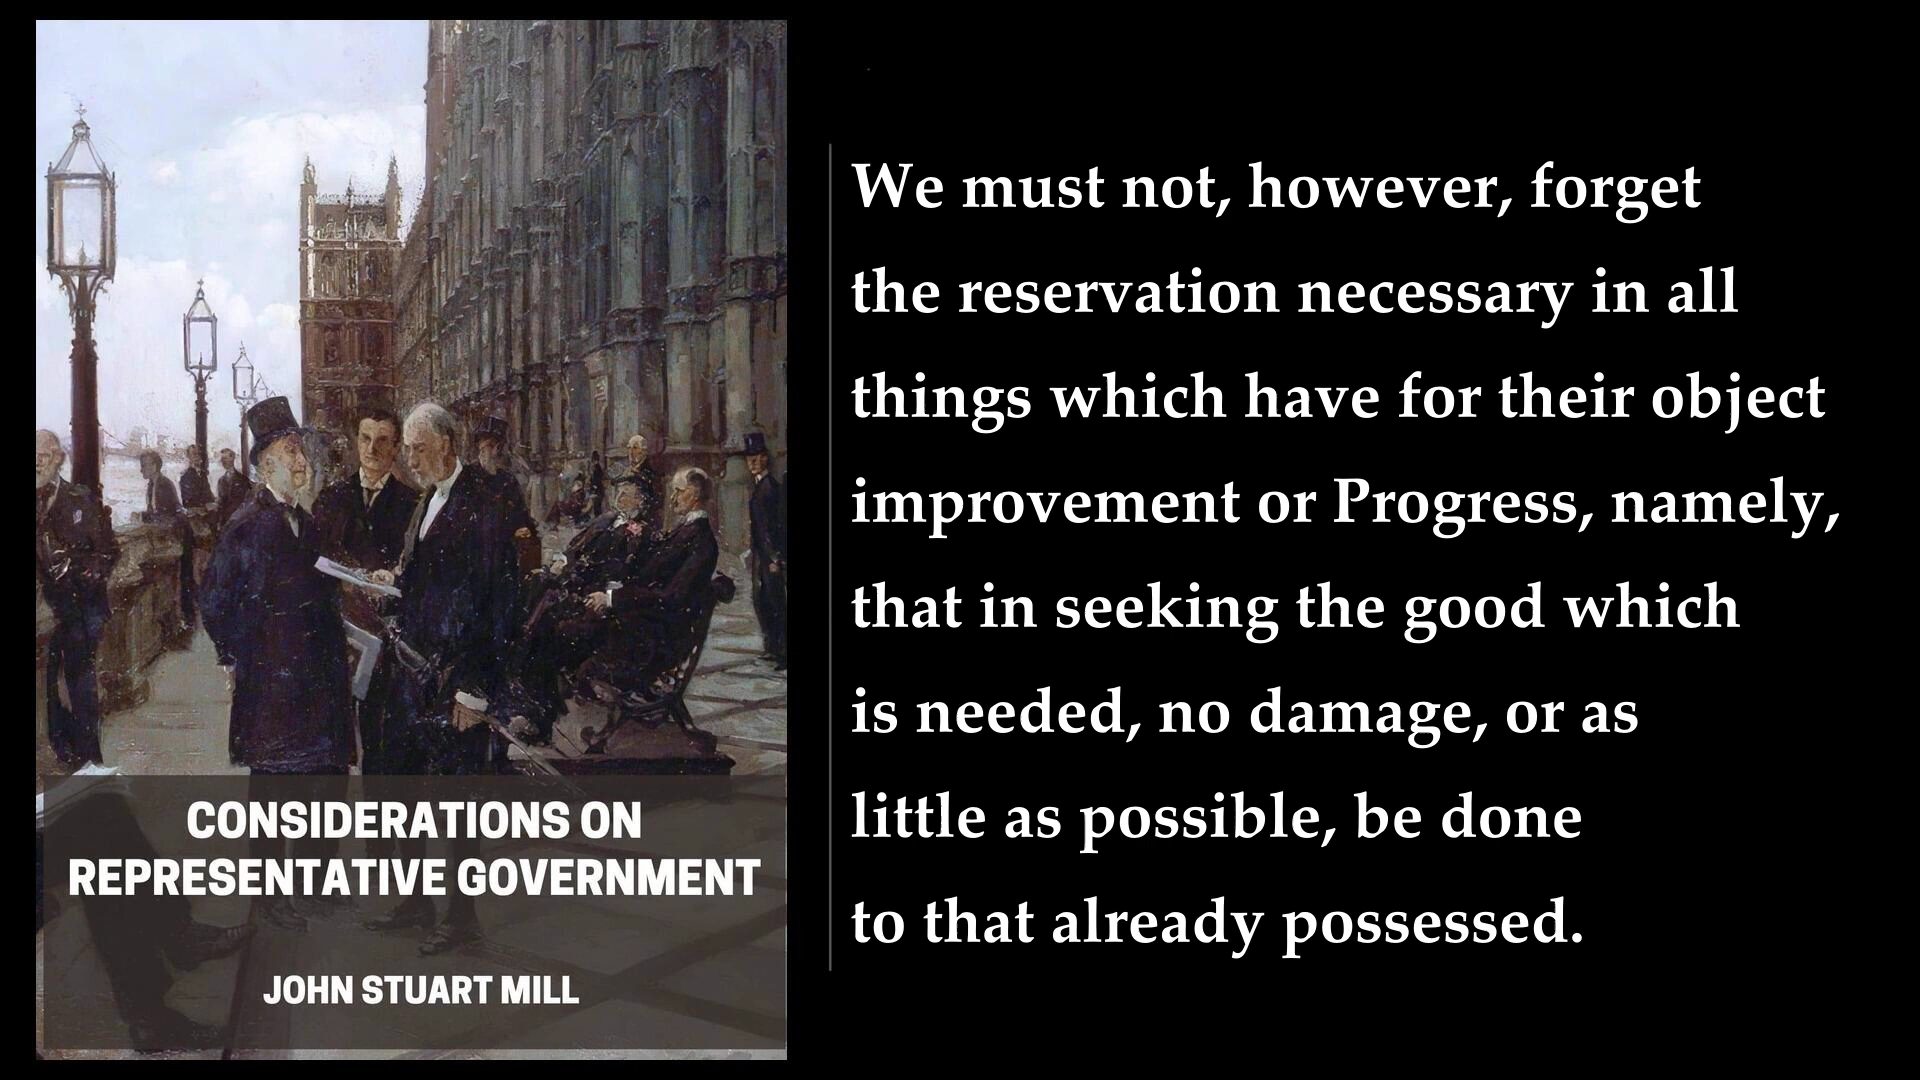 CONSIDERATIONS ON
REPRESENTATIVE GOVERNMENT
JOHN STUART MILL
We must not, however, forget
the reservation necessary in all
things which have for their object
improvement or Progress, namely,
that in seeking the good which
is needed, no damage, or as
little as possible, be done
to that already possessed.